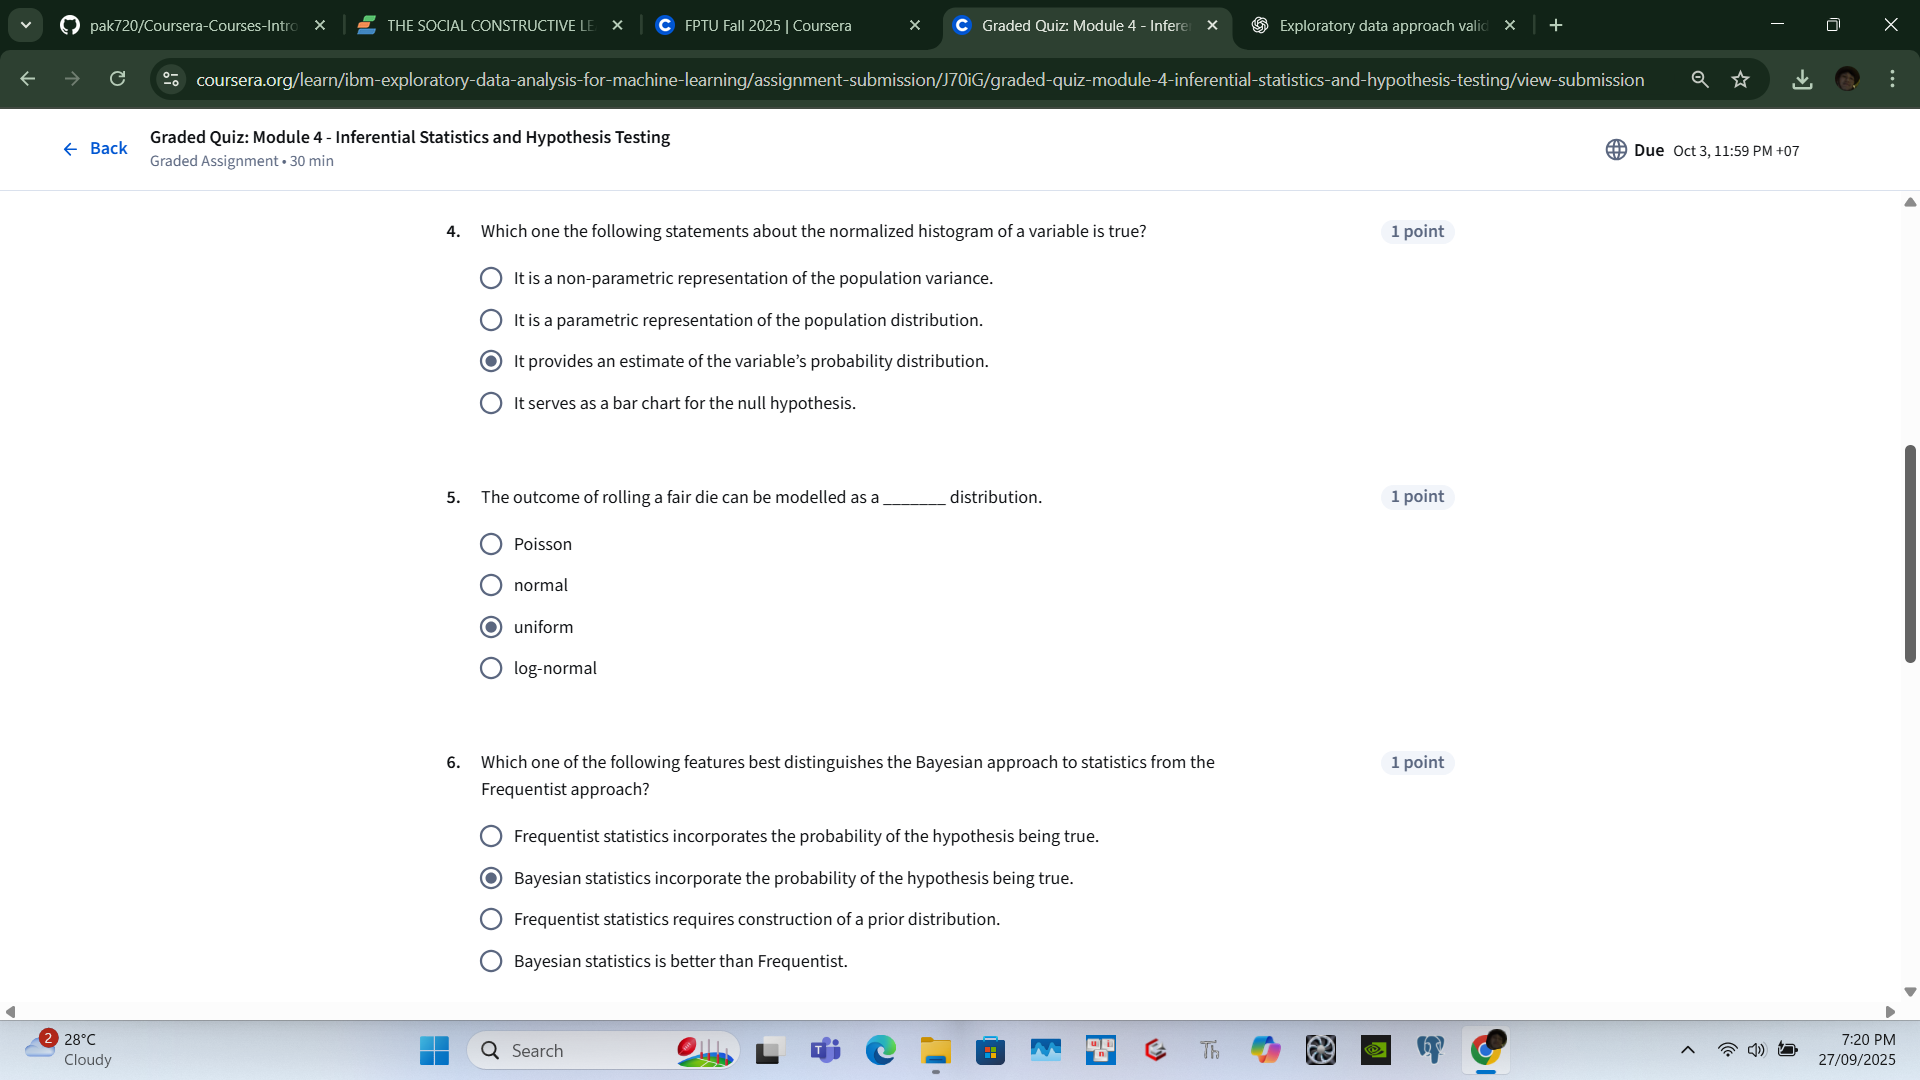 pak720/Coursera-Courses-Intro
THE SOCIAL CONSTRUCTIVE LE
FPTU Fall 2025 | Coursera
Graded Quiz: Module 4 - Infere
Exploratory data approach valid
coursera.org/learn/ibm-exploratory-data-analysis-for-machine-learning/assignment-submission/J70iG/graded-quiz-module-4-inferential-statistics-and-hypothesis-testing/view-submission
Back
Graded Quiz: Module 4 - Inferential Statistics and Hypothesis Testing
Graded Assignment • 30 min
Due Oct 3, 11:59 PM +07
4. Which one the following statements about the normalized histogram of a variable is true?
1 point
It is a non-parametric representation of the population variance.
It is a parametric representation of the population distribution.
It provides an estimate of the variable’s probability distribution.
It serves as a bar chart for the null hypothesis.
5. The outcome of rolling a fair die can be modelled as a _______ distribution.
1 point
Poisson
normal
uniform
log-normal
6. Which one of the following features best distinguishes the Bayesian approach to statistics from the
Frequentist approach?
1 point
Frequentist statistics incorporates the probability of the hypothesis being true.
Bayesian statistics incorporate the probability of the hypothesis being true.
Frequentist statistics requires construction of a prior distribution.
Bayesian statistics is better than Frequentist.
2
28°C
Cloudy
Search
Th
7:20 PM
27/09/2025